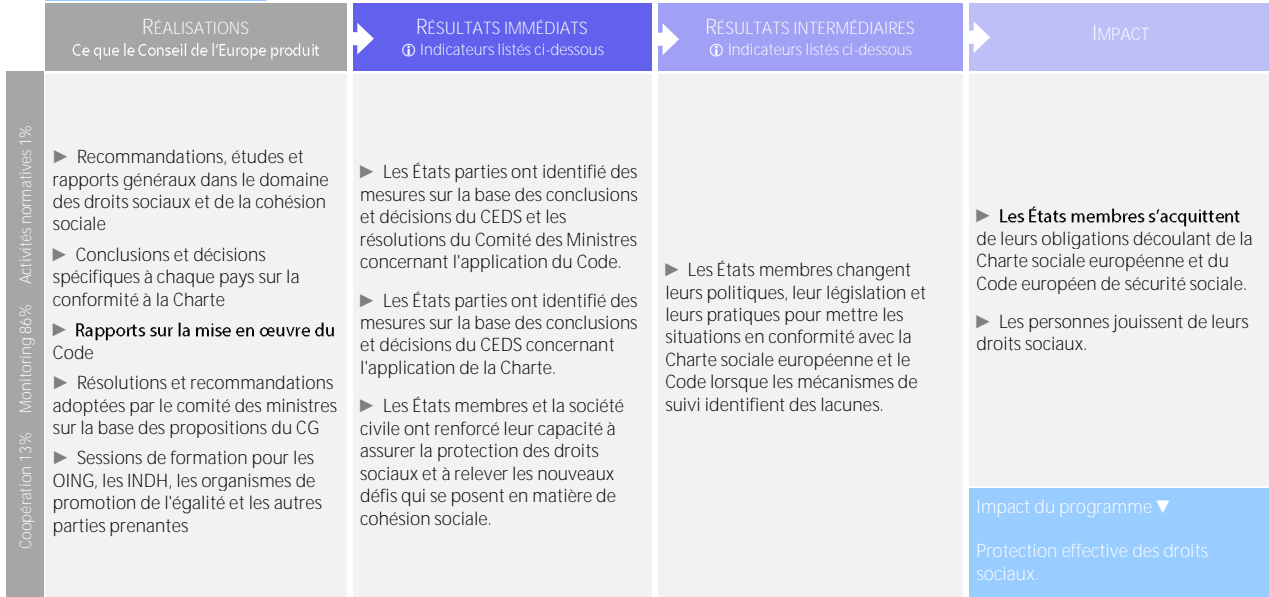 RÉALISATIONS
Ce que le Conseil de l'Europe produit
RÉSULTATS IMMÉDIATS
ⓘ Indicateurs listés ci-dessous
RÉSULTATS INTERMÉDIAIRES
ⓘ Indicateurs listés ci-dessous
IMPACT
Coopération 13% Monitoring 86% Activités normatives 1%
► Recommandations, études et
rapports généraux dans le domaine
des droits sociaux et de la cohésion
sociale
► Conclusions et décisions
spécifiques à chaque pays sur la
conformité à la Charte
► Rapports sur la mise en œuvre du
Code
► Résolutions et recommandations
adoptées par le comité des ministres
sur la base des propositions du CG
► Sessions de formation pour les
OING, les INDH, les organismes de
promotion de l'égalité et les autres
parties prenantes
► Les États parties ont identifié des
mesures sur la base des conclusions
et décisions du CEDS et les
résolutions du Comité des Ministres
concernant l'application du Code.
► Les États parties ont identifié des
mesures sur la base des conclusions
et décisions du CEDS concernant
l'application de la Charte.
► Les États membres et la société
civile ont renforcé leur capacité à
assurer la protection des droits
sociaux et à relever les nouveaux
défis qui se posent en matière de
cohésion sociale.
► Les États membres changent
leurs politiques, leur législation et
leurs pratiques pour mettre les
situations en conformité avec la
Charte sociale européenne et le
Code lorsque les mécanismes de
suivi identifient des lacunes.
► Les États membres s'acquittent
de leurs obligations découlant de la
Charte sociale européenne et du
Code européen de sécurité sociale.
► Les personnes jouissent de leurs
droits sociaux.
Impact du programme ▼
Protection effective des droits
sociaux.